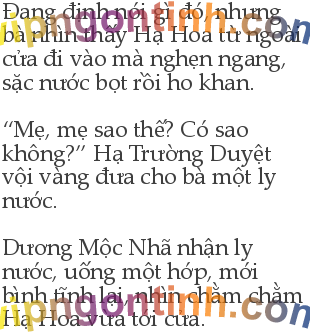 Đang định nói gì đó, nhưng
bà nhìn thấy Hạ Hoa từ ngoài
cửa đi vào mà nghẹn ngang,
sặc nước bọt rồi ho khan.
“Mẹ, mẹ sao thế? Có sao
không?” Hạ Trường Duyệt
vội vàng đưa cho bà một ly
nước.
Dương Mộc Nhã nhận ly
nước, uống một hớp, mới
bình tĩnh lại, nhìn chằm chằm
Hạ Hoa vừa tới cửa.